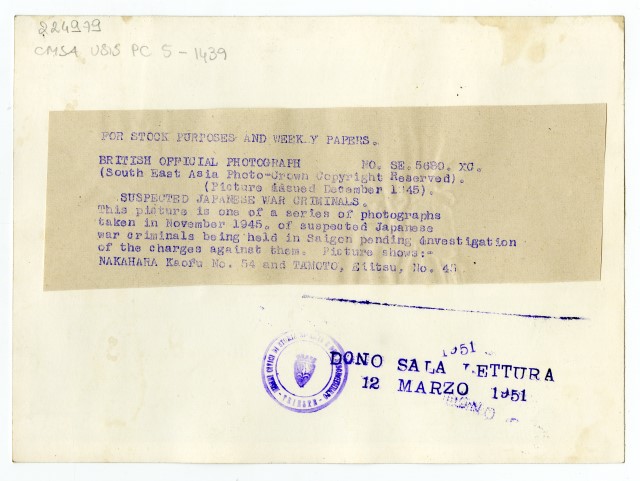 224979
CMSA USIS PC 5 - 1439
FOR STOCK PURPOSES AND WEEKLY PAPERS.
BRITISH OFFICIAL PHOTOGRAPH NO. SE. 5680. XC.
(South East Asia Photo-Crown Copyright Reserved).
(Picture issued December 1945).
SUSPECTED JAPANESE WAR CRIMINALS.
This picture is one of a series of photographs
taken in November 1945. of suspected Japanese
war criminals being held in Saigon pending investigation
of the charges against them. Picture shows:-
NAKAHARA Kaoru No. 54 and TAMOTO, Eiitsu, No. 45
1951
DONO SALA LETTURA
12 MARZO 1951